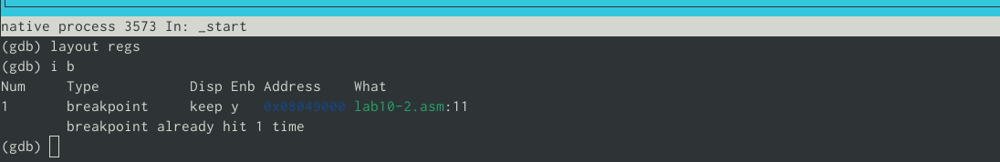 native process 3573 In: _start
(gdb) layout regs
(gdb) i b
Num     Type           Disp Enb Address    What
1       breakpoint     keep y   0x08049000 lab10-2.asm:11
        breakpoint already hit 1 time
(gdb)